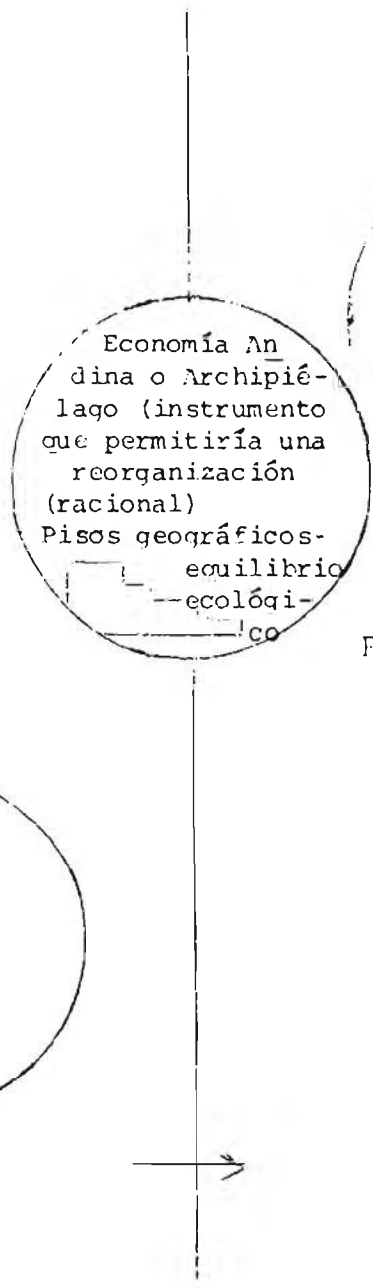 Economía An
dina o Archipié-
lago (instrumento
que permitiría una
reorganización
(racional)
Pisos geográficos-
equilibrio
ecológi-
co